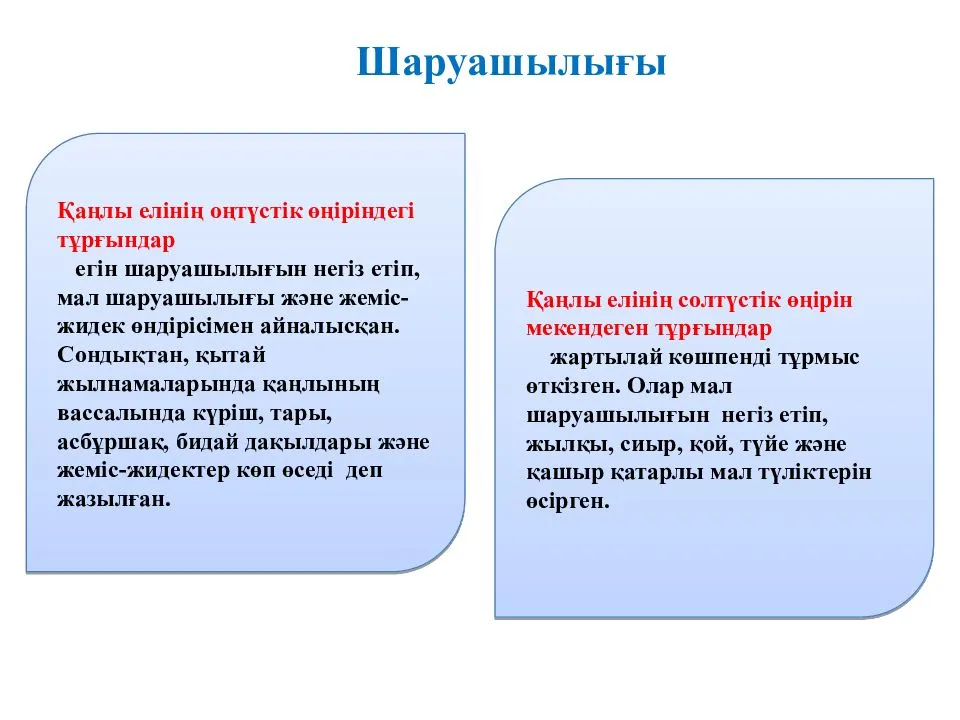 Шаруашылығы
Қаңлы елінің оңтүстік өңіріндегі
тұрғындар
егін шаруашылығын негіз етіп,
мал шаруашылығы және жеміс-
жидек өндірісімен айналысқан.
Сондықтан, қытай
жылнамаларында қаңлының
вассалында күріш, тары,
асбұршақ, бидай дақылдары және
жеміс-жидектер көп өседі деп
жазылған.
Қаңлы елінің солтүстік өңірін
мекендеген тұрғындар
жартылай көшпенді тұрмыс
өткізген. Олар мал
шаруашылығын негіз етіп,
жылқы, сиыр, қой, түйе және
қашыр қатарлы мал түліктерін
өсірген.